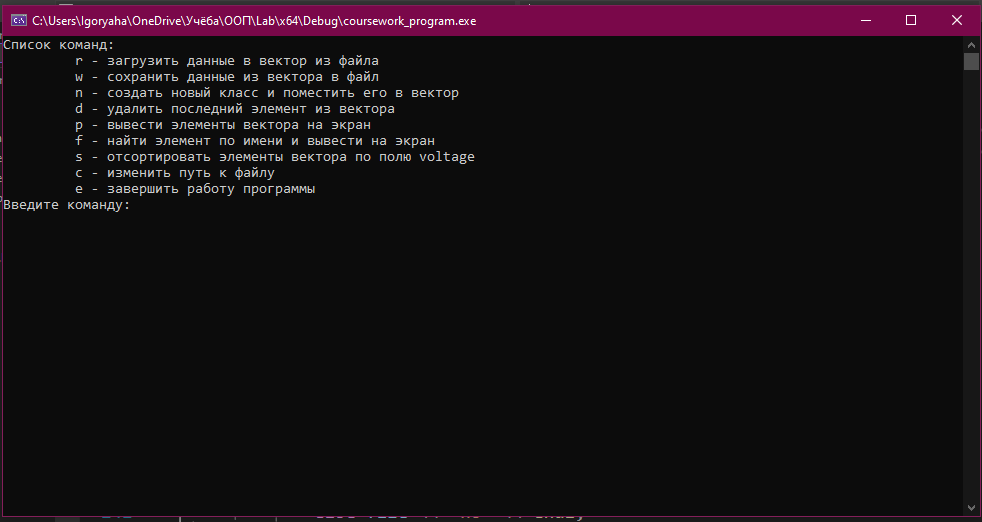 C:\Users\Igoryaha\OneDrive\Учёба\ООП\Lab\x64\Debug\coursework_program.exe
Список команд:
r - загрузить данные в вектор из файла
w - сохранить данные из вектора в файл
n - создать новый класс и поместить его в вектор
d - удалить последний элемент из вектора
p - вывести элементы вектора на экран
f - найти элемент по имени и вывести на экран
s - отсортировать элементы вектора по полю voltage
c - изменить путь к файлу
e - завершить работу программы
Введите команду: